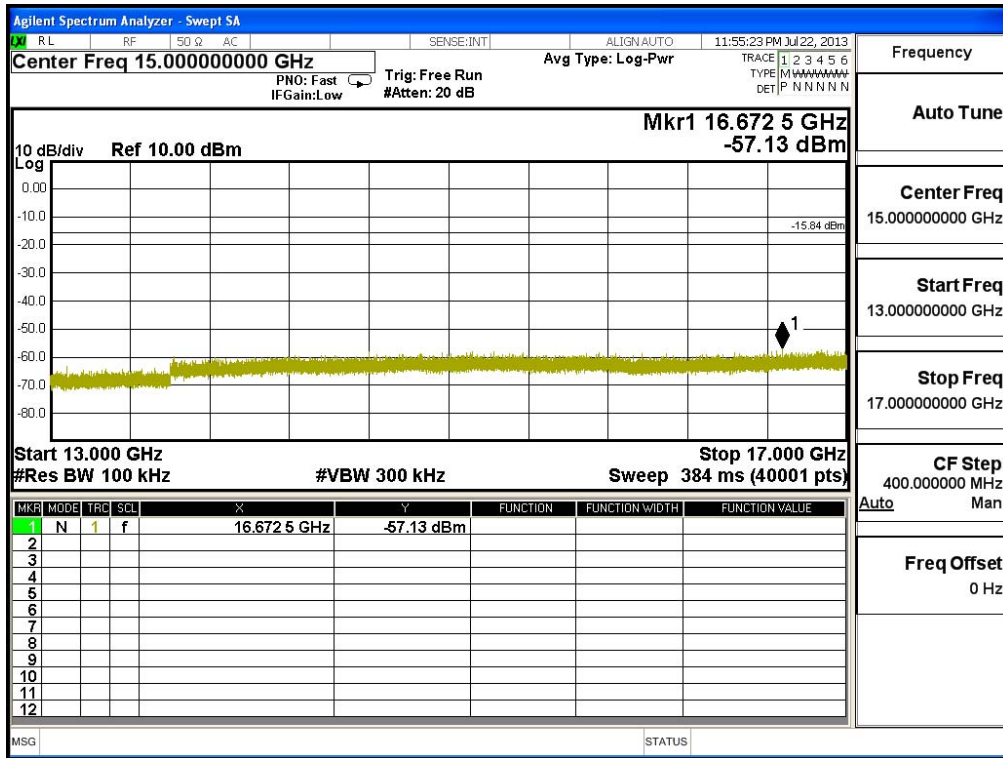 Agilent Spectrum Analyzer - Swept SA
LXI RL RF 50 Ω AC SENSE:INT ALIGN AUTO 11:55:23 PM Jul 22, 2013
Center Freq 15.000000000 GHz Avg Type: Log-Pwr TRACE 1 2 3 4 5 6
PNO: Fast Trig: Free Run TYPE M WWWWW
IFGain:Low #Atten: 20 dB DET P N N N N N
Mkr1 16.672 5 GHz
10 dB/div Ref 10.00 dBm -57.13 dBm
Log
0.00
-10.0
-15.84 dBm
-20.0
-30.0
-40.0
-50.0
1
-60.0
-70.0
-80.0
Start 13.000 GHz Stop 17.000 GHz
#Res BW 100 kHz #VBW 300 kHz Sweep 384 ms (40001 pts)
MKR MODE TRC SCL X Y FUNCTION FUNCTION WIDTH FUNCTION VALUE
1 N 1 f 16.672 5 GHz -57.13 dBm
2
3
4
5
6
7
8
9
10
11
12
MSG STATUS
Frequency
Auto Tune
Center Freq
15.000000000 GHz
Start Freq
13.000000000 GHz
Stop Freq
17.000000000 GHz
CF Step
400.000000 MHz
Auto Man
Freq Offset
0 Hz